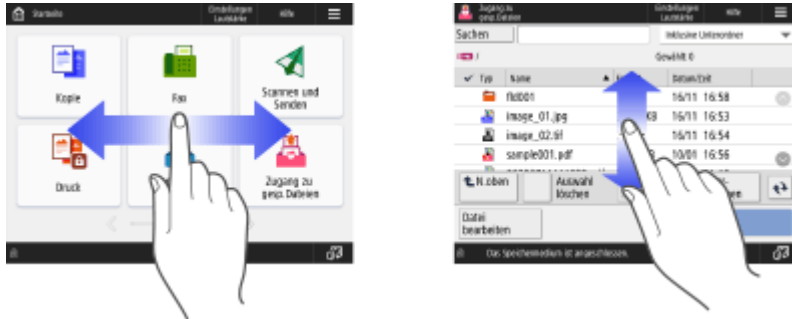 Startseite
Einstellungen
Lautstärke
Hilfe
Kopie
Fax
Scannen und
Senden
Druck
Zugang zu
gesp. Dateien
Zugang zu
gesp. Dateien
Einstellungen
Lautstärke
Hilfe
Suchen
Inklusive Unterordner
/
Gewählt: 0
Typ Name Datum/Zeit
fld001 16/11 16:58
image_01.jpg KB 16/11 16:53
image_02.tif 16/11 16:54
sample001.pdf 10/01 16:56
N.oben
Auswahl
löschen
Datei
bearbeiten
Das Speichermedium ist angeschlossen.